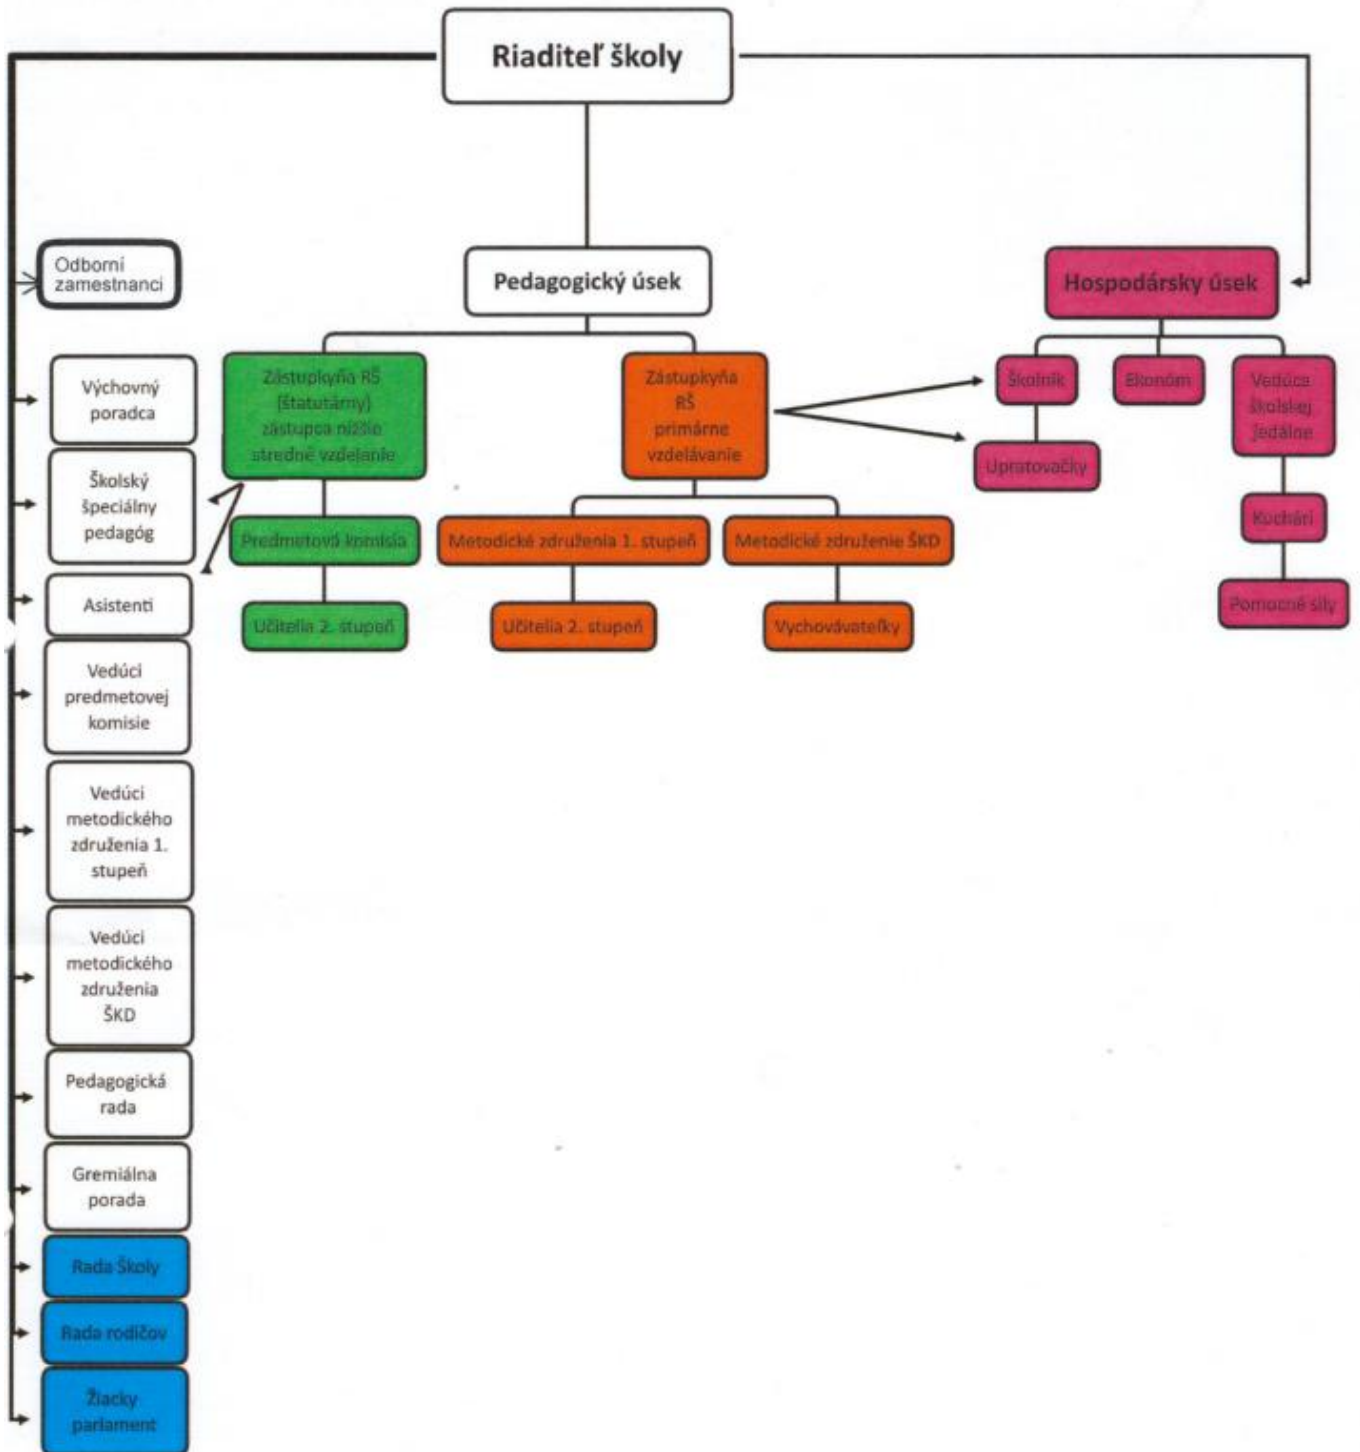 Riaditeľ školy
Odborní
zamestnanci
Pedagogický úsek
Hospodársky úsek
Výchovný
poradca
Školský
špeciálny
pedagóg
Asistenti
Vedúci
predmetovej
komisie
Vedúci
metodického
združenia 1.
stupeň
Vedúci
metodického
združenia
ŠKD
Pedagogická
rada
Gremiálna
porada
Rada Školy
Rada rodičov
Žiacky
parlament
Zástupkyňa RŠ
(štatutárny)
zástupca nižšie
stredné vzdelanie
Predmetová komisia
Učitelia 2. stupeň
Zástupkyňa
RŠ
primárne
vzdelávanie
Metodické združenia 1. stupeň
Učitelia 2. stupeň
Metodické združenie ŠKD
Vychovávateľky
Školník
Upratovačky
Ekonóm
Vedúca
školskej
jedálne
Kuchári
Pomocné sily